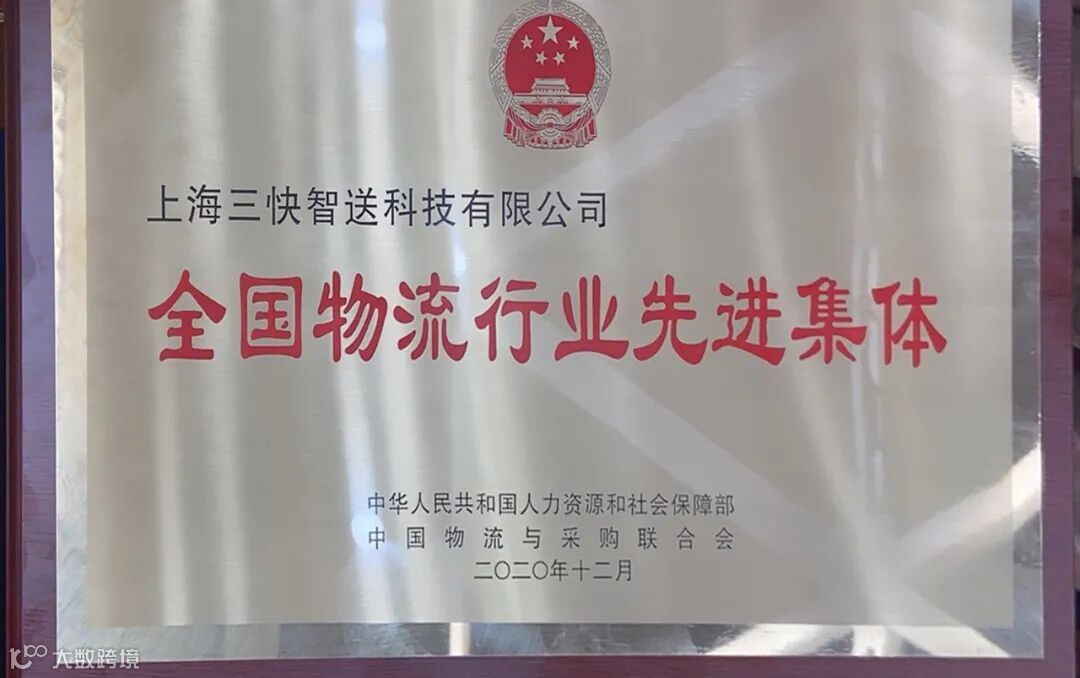 上海三快智送科技有限公司
全国物流行业先进集体
中华人民共和国人力资源和社会保障部
中国物流与采购联合会
二〇二〇年十二月
大数跨境